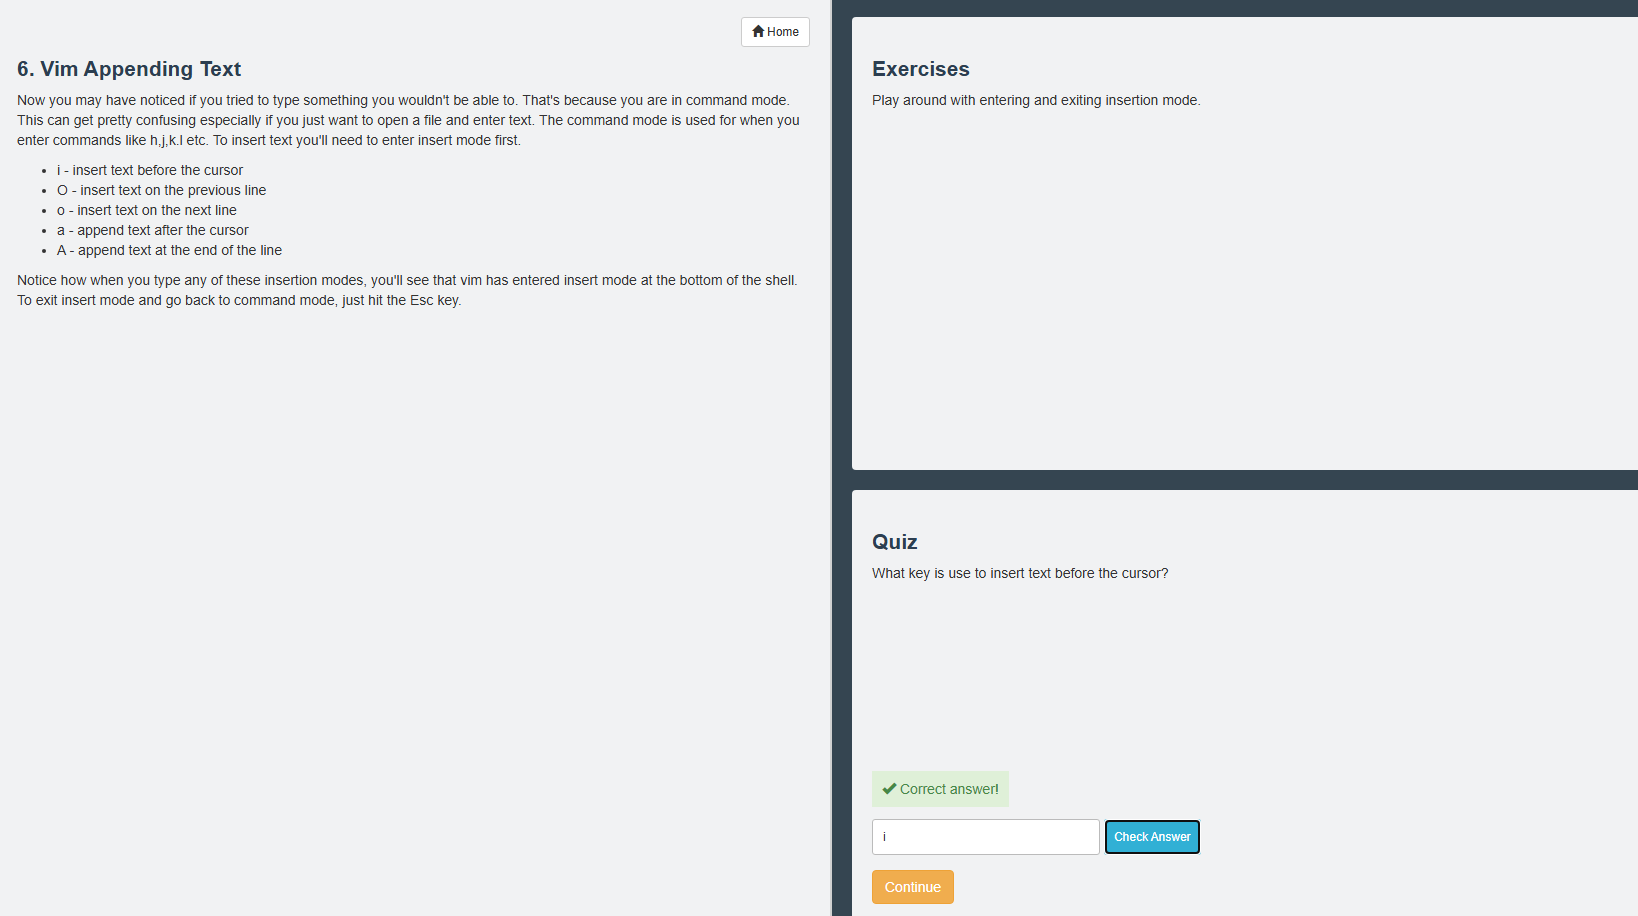 Home
6. Vim Appending Text
Now you may have noticed if you tried to type something you wouldn't be able to. That's because you are in command mode.
This can get pretty confusing especially if you just want to open a file and enter text. The command mode is used for when you
enter commands like h,j,k.l etc. To insert text you'll need to enter insert mode first.
• i - insert text before the cursor
• O - insert text on the previous line
• o - insert text on the next line
• a - append text after the cursor
• A - append text at the end of the line
Notice how when you type any of these insertion modes, you'll see that vim has entered insert mode at the bottom of the shell.
To exit insert mode and go back to command mode, just hit the Esc key.
Exercises
Play around with entering and exiting insertion mode.
Quiz
What key is use to insert text before the cursor?
Correct answer!
i
Check Answer
Continue